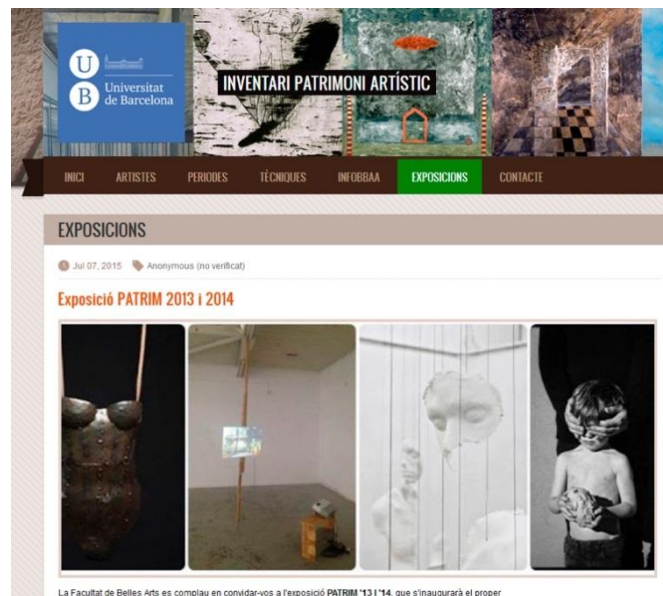 U
B
Universitat
de Barcelona
INVENTARI PATRIMONI ARTÍSTIC
INICI ARTISTES PERIODES TÈCNIQUES INFOBBAA EXPOSICIONS CONTACTE
EXPOSICIONS
Jul 07, 2015 Anonymous (no verificat)
Exposició PATRIM 2013 i 2014
La Facultat de Belles Arts es complau en convidar-vos a l'exposició PATRIM '13 I '14, que s'inaugurarà el proper